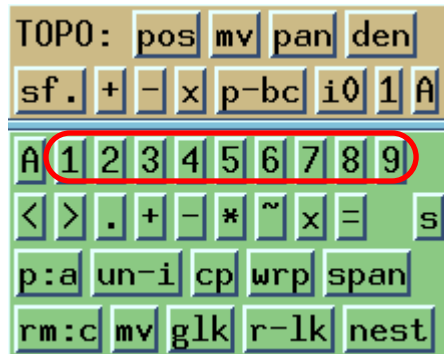 TOPO: pos mv pan den
sf. + - x p-bc i0 1 A
A 1 2 3 4 5 6 7 8 9
< > . + - * ~ x = s
p:a un-i cp wrp span
rm:c mv glk r-lk nest